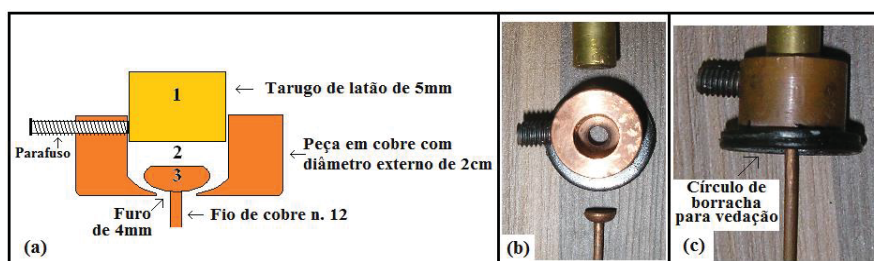 1
Tarugo de latão de 5mm
Parafuso
2
Peça em cobre com
diâmetro externo de 2cm
3
Furo
de 4mm
Fio de cobre n. 12
(a)
(b)
Círculo de
borracha
para vedação
(c)